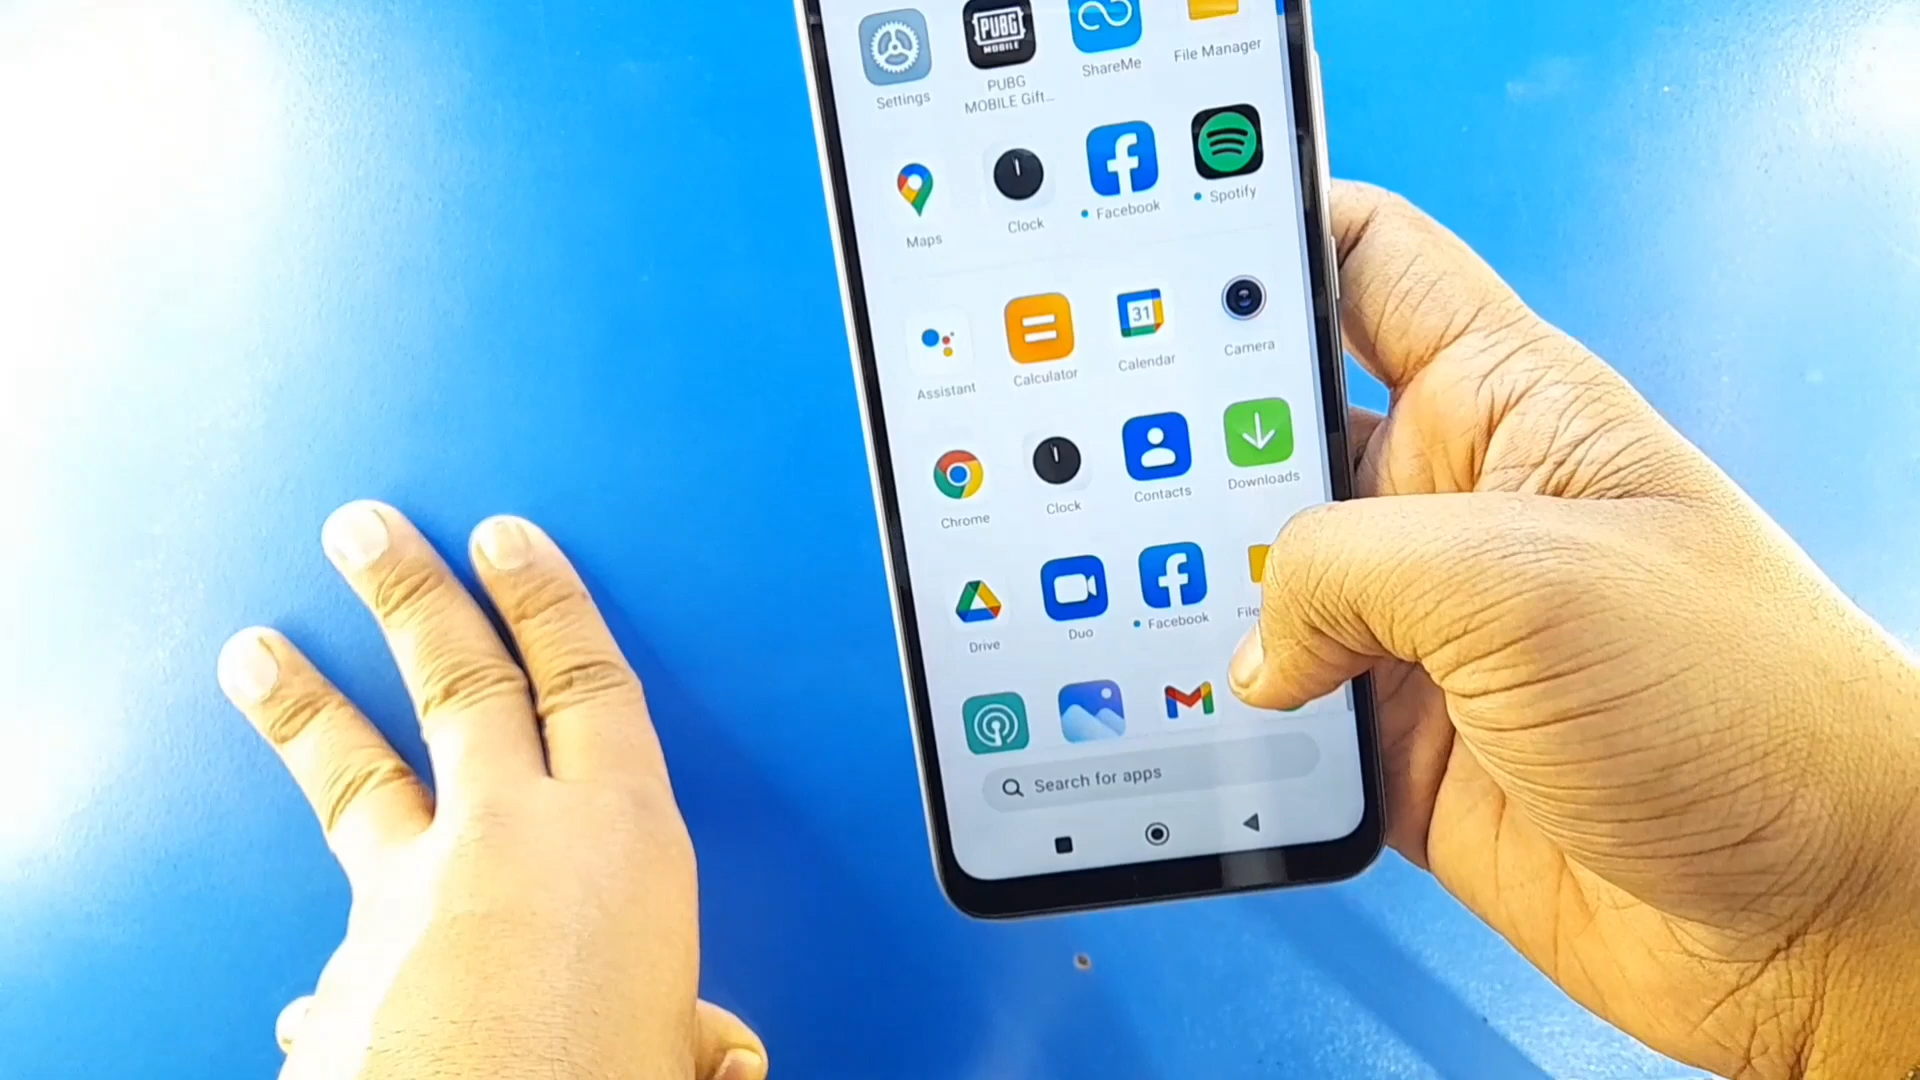 PUBG
MOBILE
Settings
PUBG
MOBILE Gift...
ShareMe
File Manager
Maps
Clock
Facebook
Spotify
Assistant
Calculator
31
Calendar
Camera
Chrome
Clock
Contacts
Downloads
Drive
Duo
Facebook
File
Search for apps